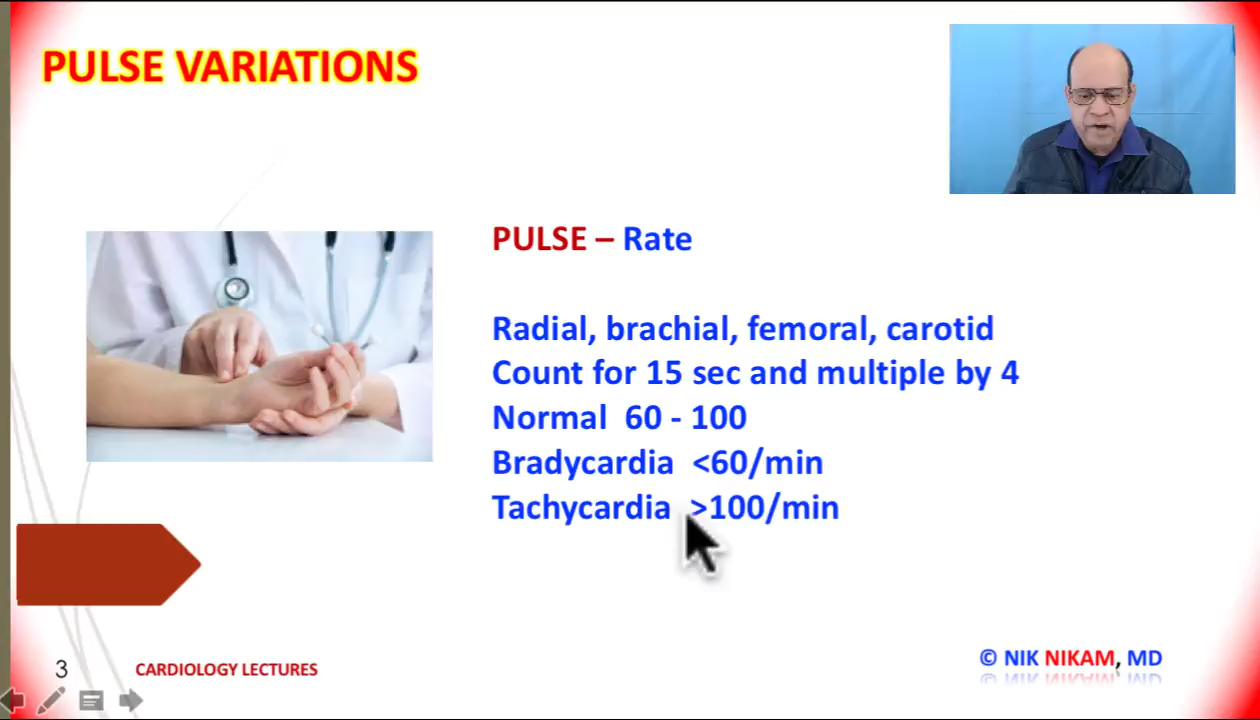 PULSE VARIATIONS
PULSE – Rate
Radial, brachial, femoral, carotid
Count for 15 sec and multiple by 4
Normal 60 - 100
Bradycardia <60/min
Tachycardia >100/min
3
CARDIOLOGY LECTURES
© NIK NIKAM, MD